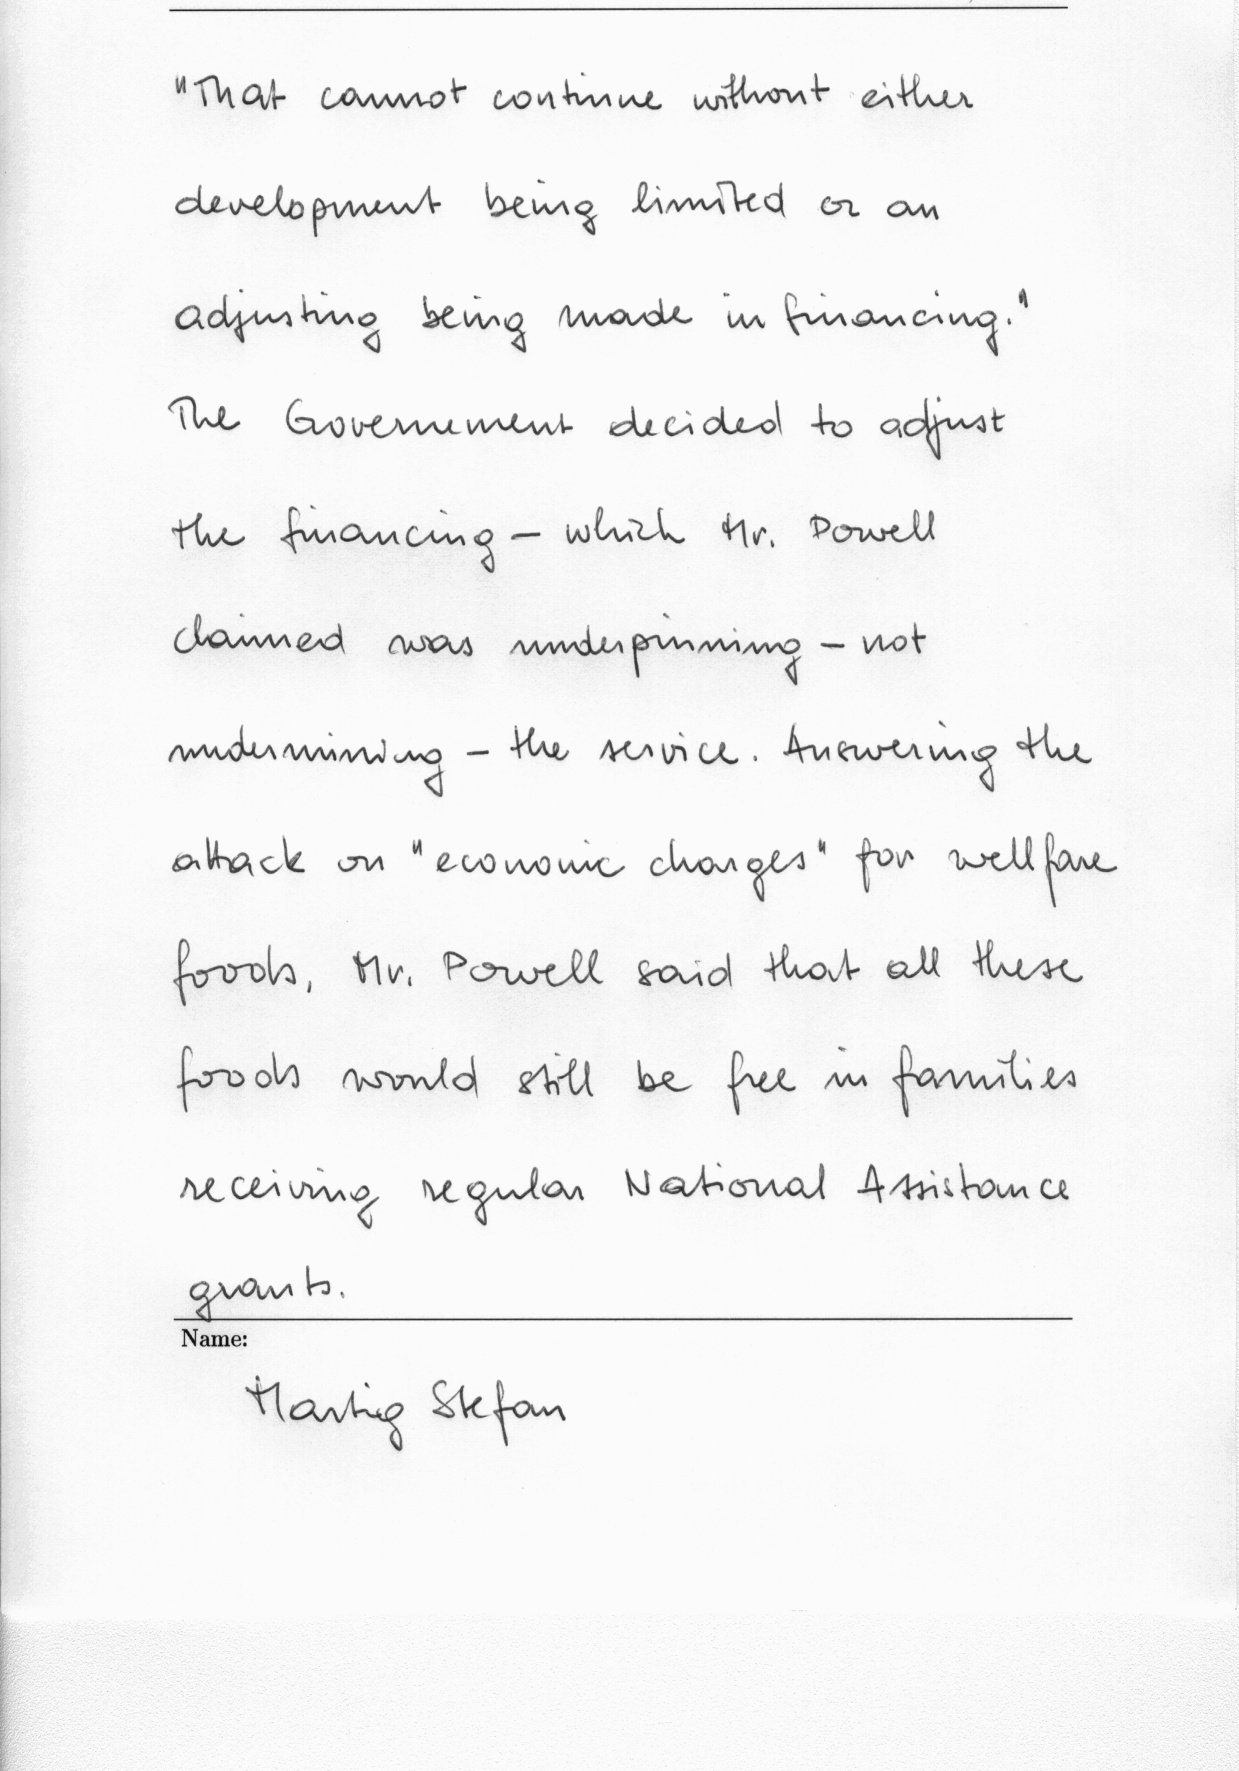 "That cannot continue without either
development being limited or an
adjusting being made in financing."
The Governement decided to adjust
the financing - which Mr. Powell
claimed was underpinning - not
undermining - the service. Answering the
attack on "economic charges" for wellfare
foods, Mr. Powell said that all these
foods would still be free in families
receiving regular National Assistance
grants.
Name:
Martig Stefan